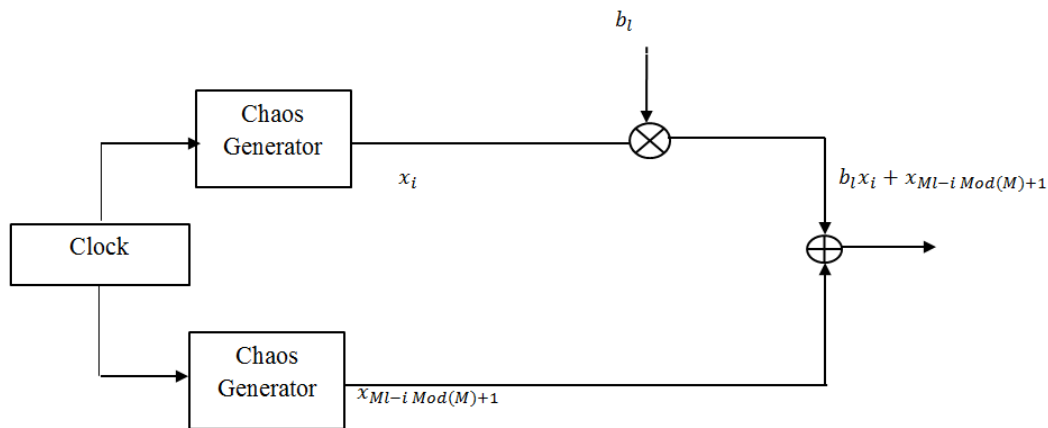 b_l
Chaos
Generator
x_i
b_l x_i + x_{Ml−i Mod(M)+1}
Clock
Chaos
Generator
x_{Ml−i Mod(M)+1}